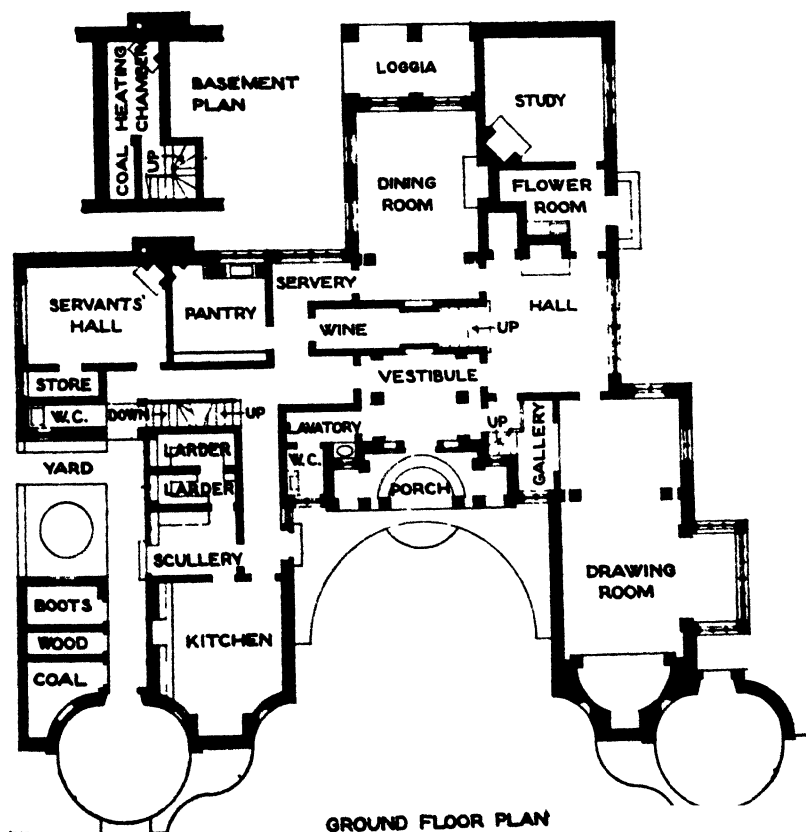 COAL HEATING
CHAMBER
UP
BASEMENT
PLAN
LOGGIA
STUDY
DINING
ROOM
FLOWER
ROOM
SERVERY
SERVANTS'
HALL
PANTRY
WINE
UP
HALL
STORE
VESTIBULE
W.C.
DOWN
UP
LAVATORY
UP
GALLERY
LARDER
W.C.
YARD
LARDER
PORCH
SCULLERY
DRAWING
ROOM
BOOTS
WOOD
KITCHEN
COAL
GROUND FLOOR PLAN